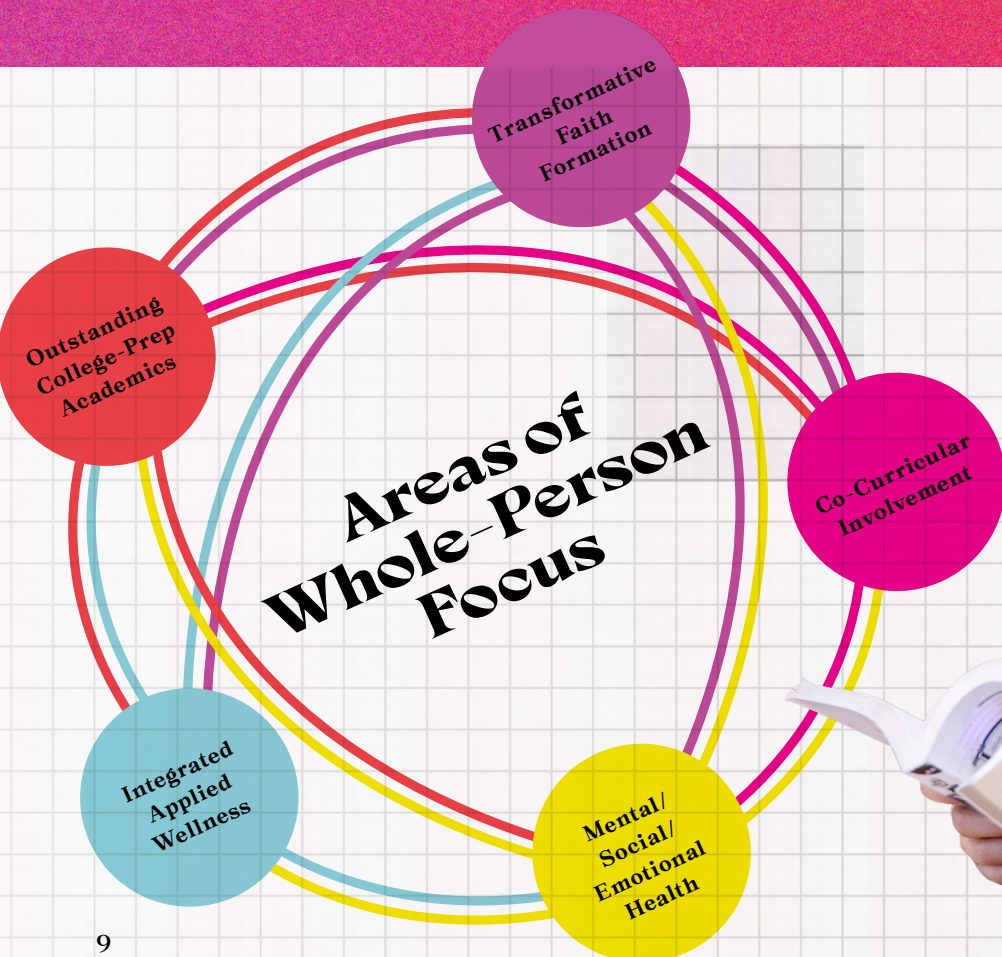 Transformative
Faith
Formation
Outstanding
College-Prep
Academics
Areas of
Whole-Person
Focus
Co-Curricular
Involvement
Integrated
Applied
Wellness
Mental/
Social/
Emotional
Health
9